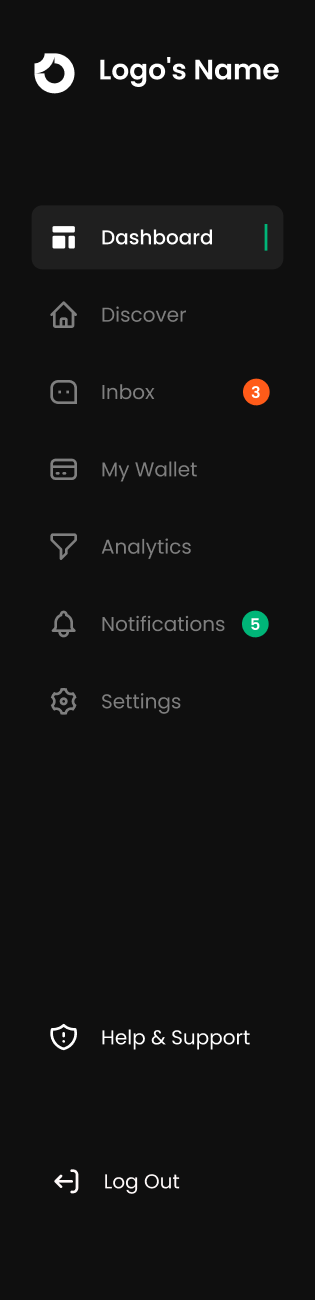 Logo's Name
Dashboard
Discover
Inbox 3
My Wallet
Analytics
Notifications 5
Settings
Help & Support
Log Out